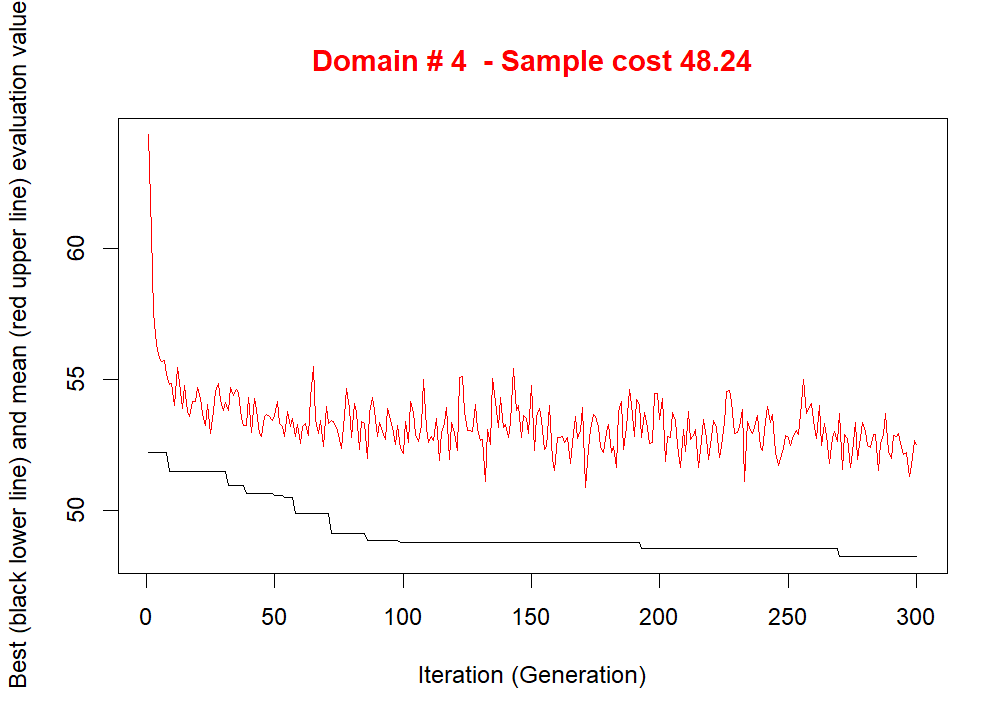 Domain # 4  - Sample cost 48.24
Best (black lower line) and mean (red upper line) evaluation value
60
55
50
0 50 100 150 200 250 300
Iteration (Generation)